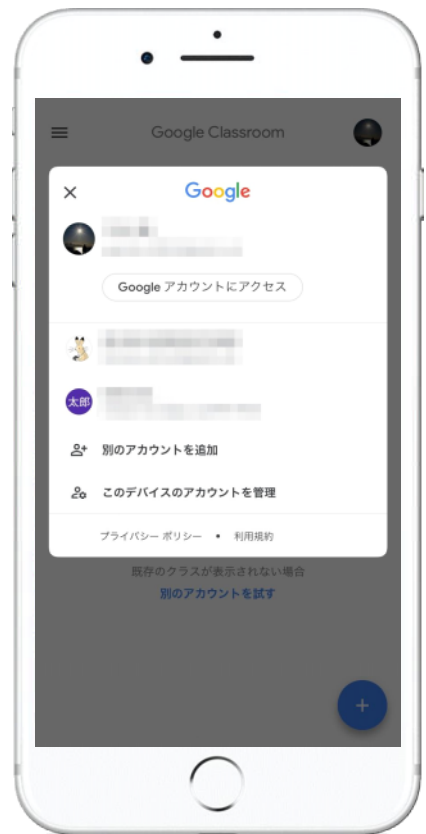 Google Classroom
Google
Google アカウントにアクセス
太郎
別のアカウントを追加
このデバイスのアカウントを管理
プライバシー ポリシー • 利用規約
既存のクラスが表示されない場合
別のアカウントを試す